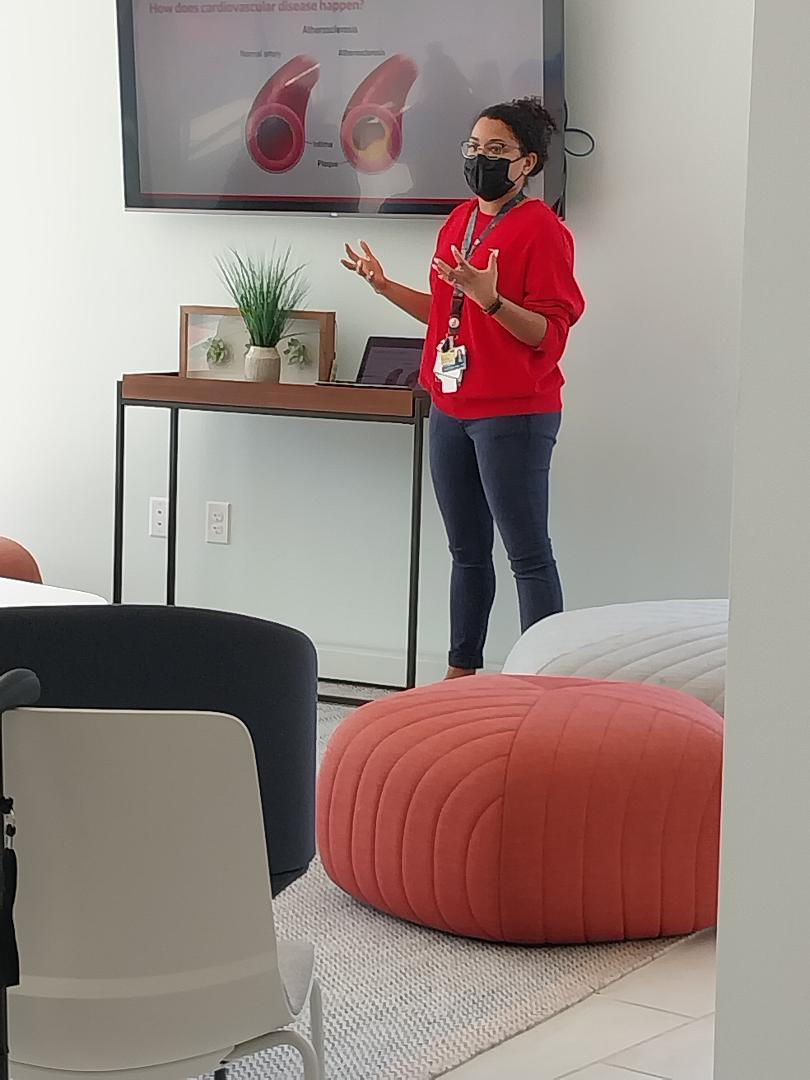 How does cardiovascular disease happen?
Atherosclerosis
Normal artery
Atherosclerosis
Intima
Plaque